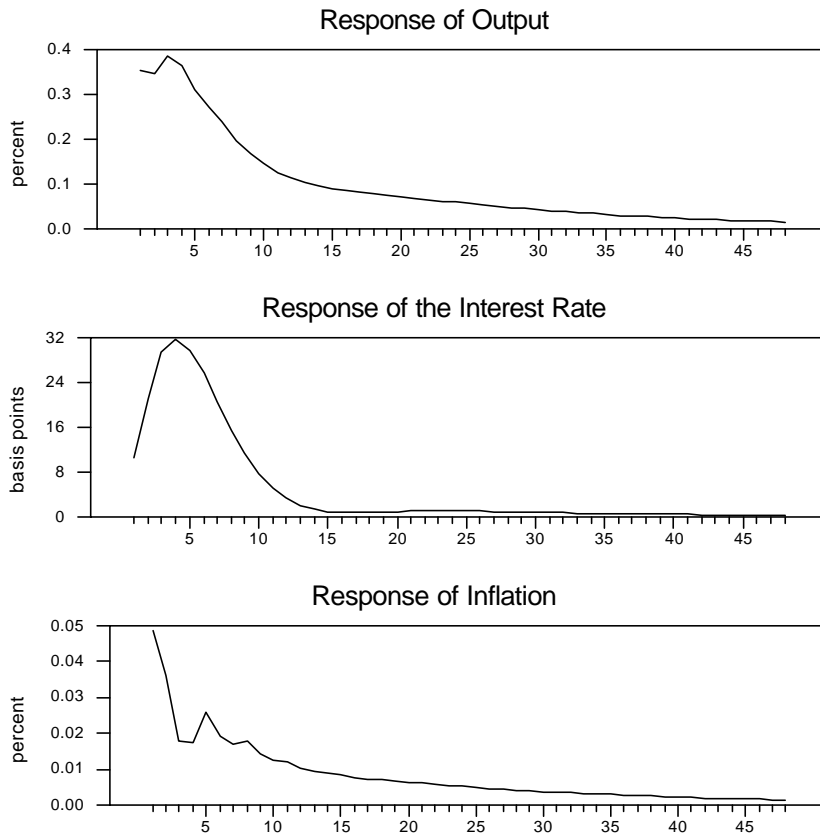 Response of Output
percent
0.4
0.3
0.2
0.1
0.0
5 10 15 20 25 30 35 40 45
Response of the Interest Rate
basis points
32
24
16
8
0
5 10 15 20 25 30 35 40 45
Response of Inflation
percent
0.05
0.04
0.03
0.02
0.01
0.00
5 10 15 20 25 30 35 40 45